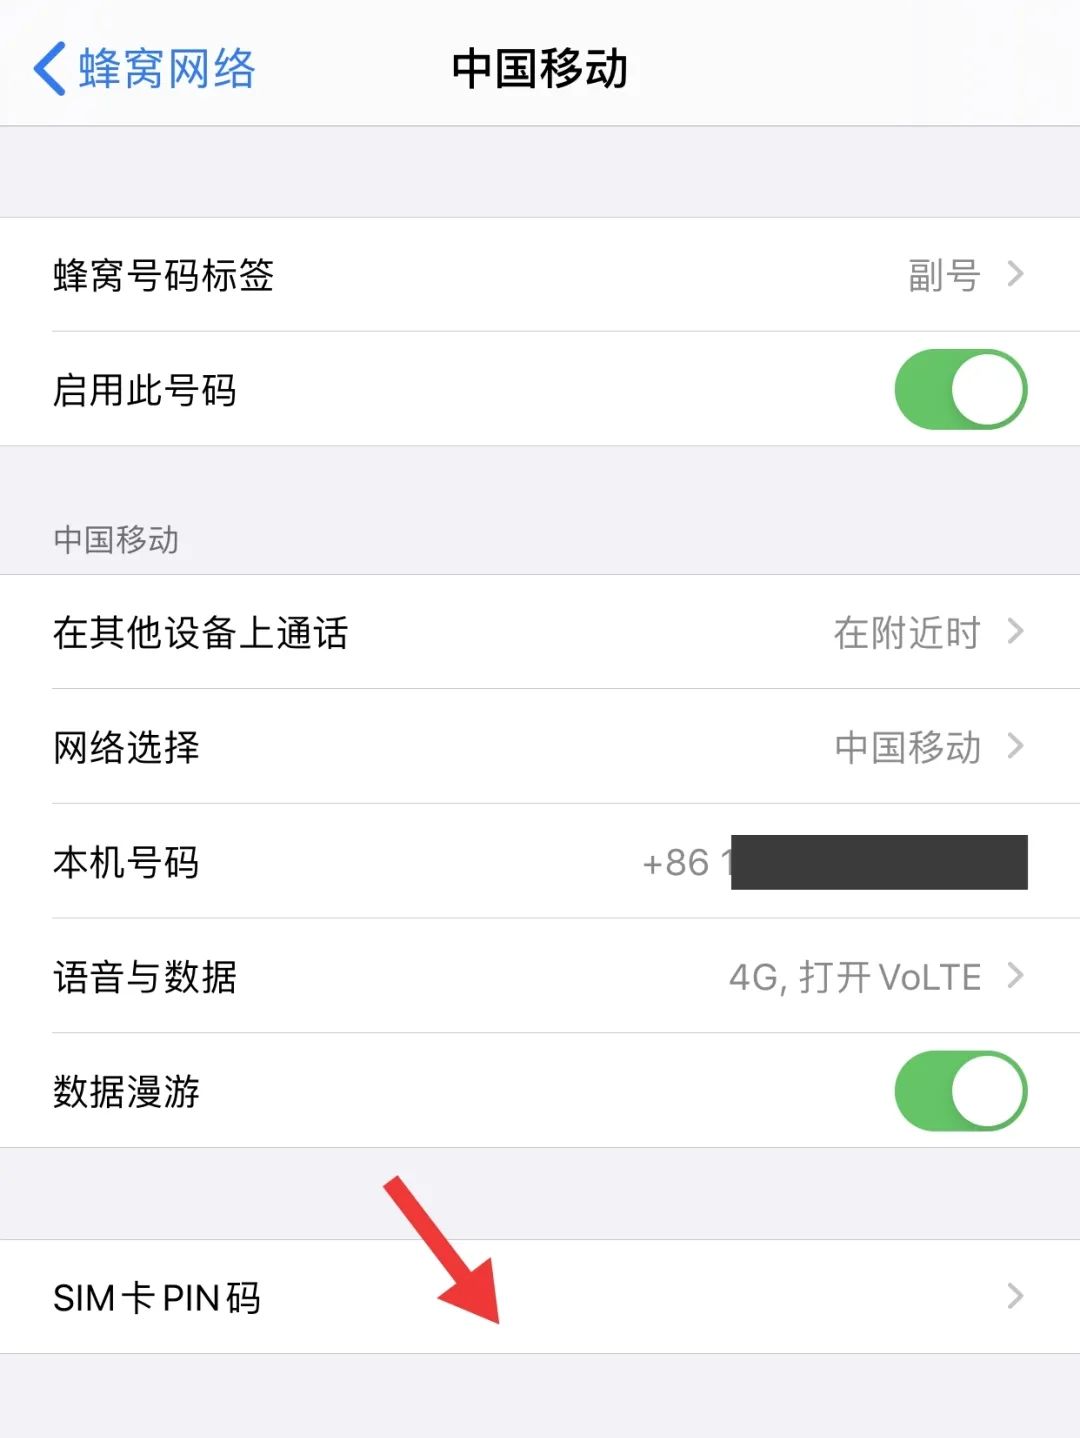 蜂窝网络
中国移动
蜂窝号码标签 副号
启用此号码
中国移动
在其他设备上通话 在附近时
网络选择 中国移动
本机号码 +86 1
语音与数据 4G, 打开 VoLTE
数据漫游
SIM卡PIN码